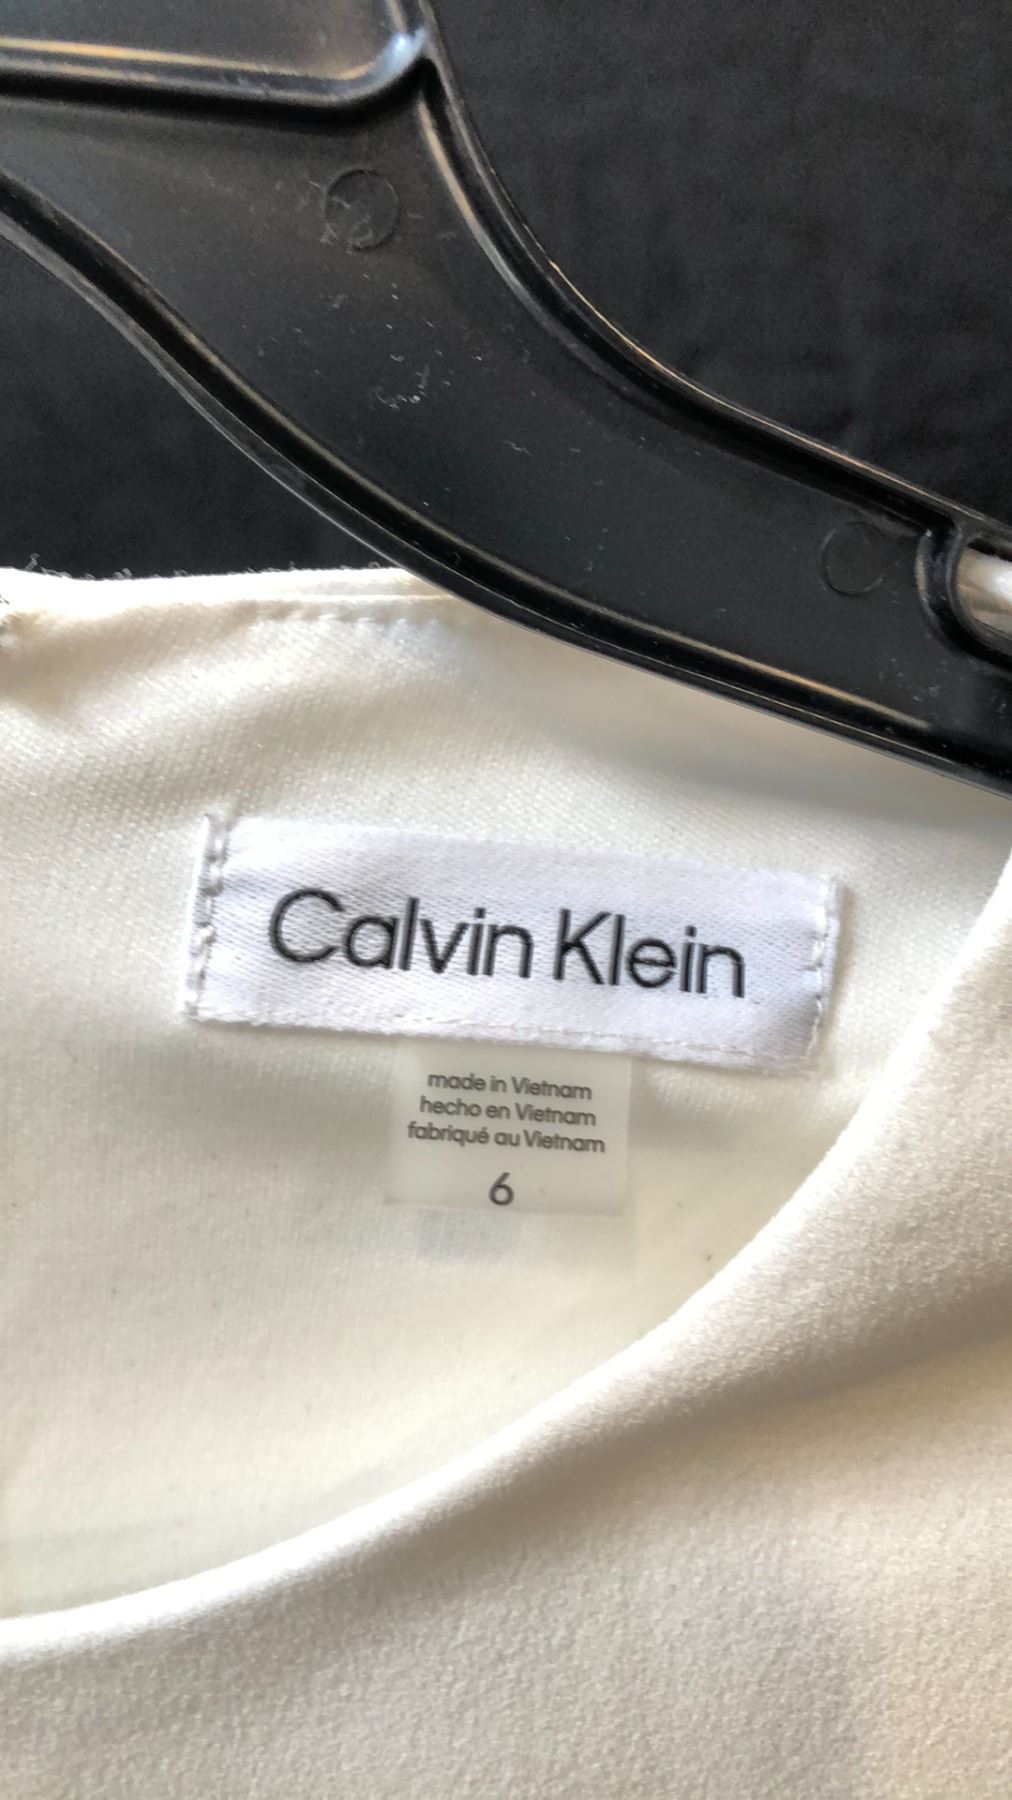 Calvin Klein
made in Vietnam
hecho en Vietnam
fabriqué au Vietnam
6